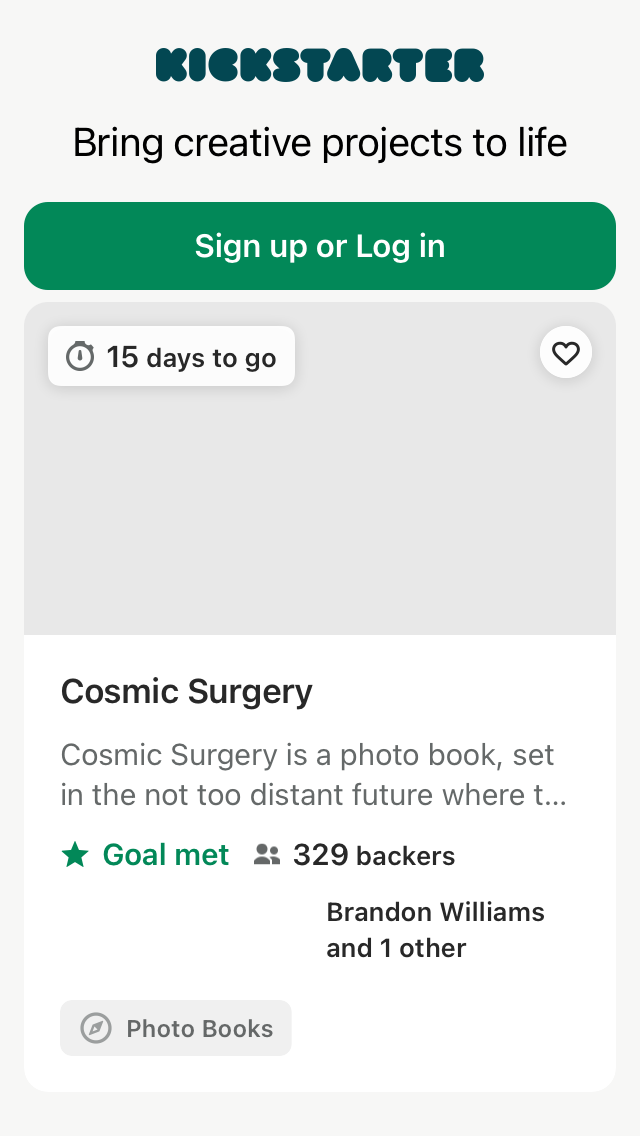 KICKSTARTER
Bring creative projects to life
Sign up or Log in
15 days to go
Cosmic Surgery
Cosmic Surgery is a photo book, set
in the not too distant future where t...
Goal met 329 backers
Brandon Williams
and 1 other
Photo Books